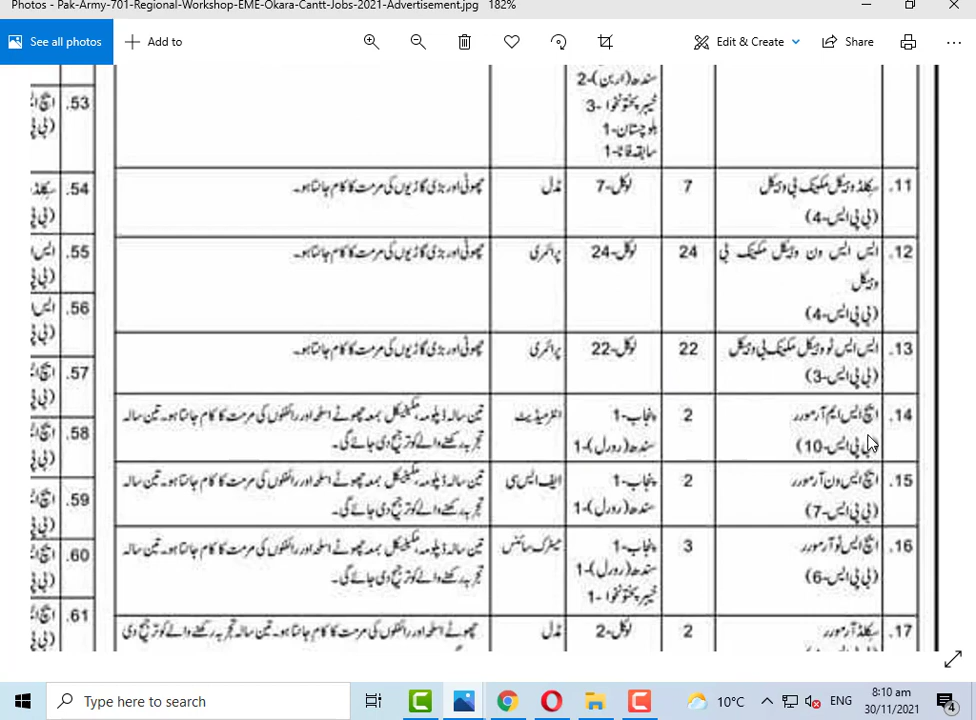 Photos - Pak-Army-701-Regional-Workshop-EME-Okara-Cantt-Jobs-2021-Advertisement.jpg 182%
See all photos
Add to
Edit & Create
Share
سندھ (اربن)-2
خیبر پختونخوا -3
بلوچستان-1
سابقہ فاٹا-1
11. سکلڈ وہیکل مکینک بی وہیکل
(بی پی ایس-4)
7
لوکل-7
مڈل
چھوٹی اور بڑی گاڑیوں کی مرمت کا کام جانتا ہو۔
12. ایس ایس ون وہیکل مکینک بی
وہیکل
(بی پی ایس-4)
24
لوکل-24
پرائمری
چھوٹی اور بڑی گاڑیوں کی مرمت کا کام جانتا ہو۔
13. ایس ایس ٹو وہیکل مکینک بی وہیکل
(بی پی ایس-3)
22
لوکل-22
پرائمری
چھوٹی اور بڑی گاڑیوں کی مرمت کا کام جانتا ہو۔
14. ایچ ایس ایم آرمورر
(بی پی ایس-10)
2
پنجاب-1
سندھ (رورل)-1
انٹرمیڈیٹ
تین سالہ ڈپلومہ، مکینیکل بمعہ چھوٹے اسلحہ اور رائفلوں کی مرمت کا کام جانتا ہو۔ تین سالہ
تجربہ رکھنے والے کو ترجیح دی جائے گی۔
15. ایچ ایس ون آرمورر
(بی پی ایس-7)
2
پنجاب-1
سندھ (رورل)-1
ایف ایس سی
تین سالہ ڈپلومہ، مکینیکل بمعہ چھوٹے اسلحہ اور رائفلوں کی مرمت کا کام جانتا ہو۔ تین سالہ
تجربہ رکھنے والے کو ترجیح دی جائے گی۔
16. ایچ ایس ٹو آرمورر
(بی پی ایس-6)
3
پنجاب-1
سندھ (رورل)-1
خیبر پختونخوا -1
میٹرک سائنس
تین سالہ ڈپلومہ، مکینیکل بمعہ چھوٹے اسلحہ اور رائفلوں کی مرمت کا کام جانتا ہو۔ تین سالہ
تجربہ رکھنے والے کو ترجیح دی جائے گی۔
17. سکلڈ آرمورر
2
لوکل-2
مڈل
چھوٹے اسلحہ اور رائفلوں کی مرمت کا کام جانتا ہو۔ تین سالہ تجربہ رکھنے والے کو ترجیح دی
53.
54.
55.
56.
57.
58.
59.
60.
61.
Type here to search
10°C
ENG
8:10 am
30/11/2021
4